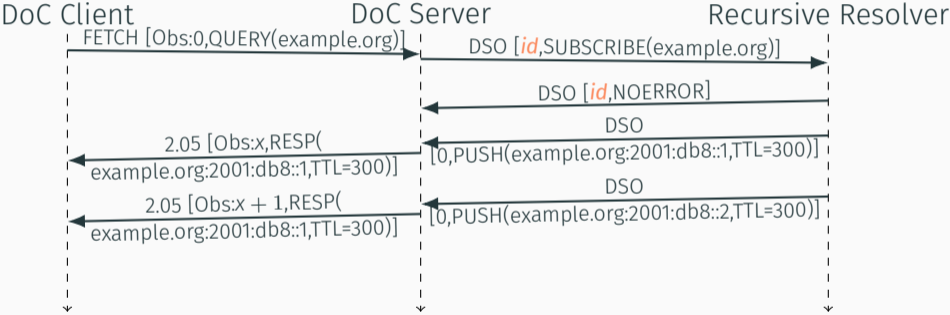 DoC Client
DoC Server
Recursive Resolver
FETCH [Obs:0,QUERY(example.org)]
DSO [id,SUBSCRIBE(example.org)]
DSO [id,NOERROR]
DSO
[0,PUSH(example.org:2001:db8::1,TTL=300)]
2.05 [Obs:x,RESP(
example.org:2001:db8::1,TTL=300)]
DSO
[0,PUSH(example.org:2001:db8::2,TTL=300)]
2.05 [Obs:x + 1,RESP(
example.org:2001:db8::1,TTL=300)]